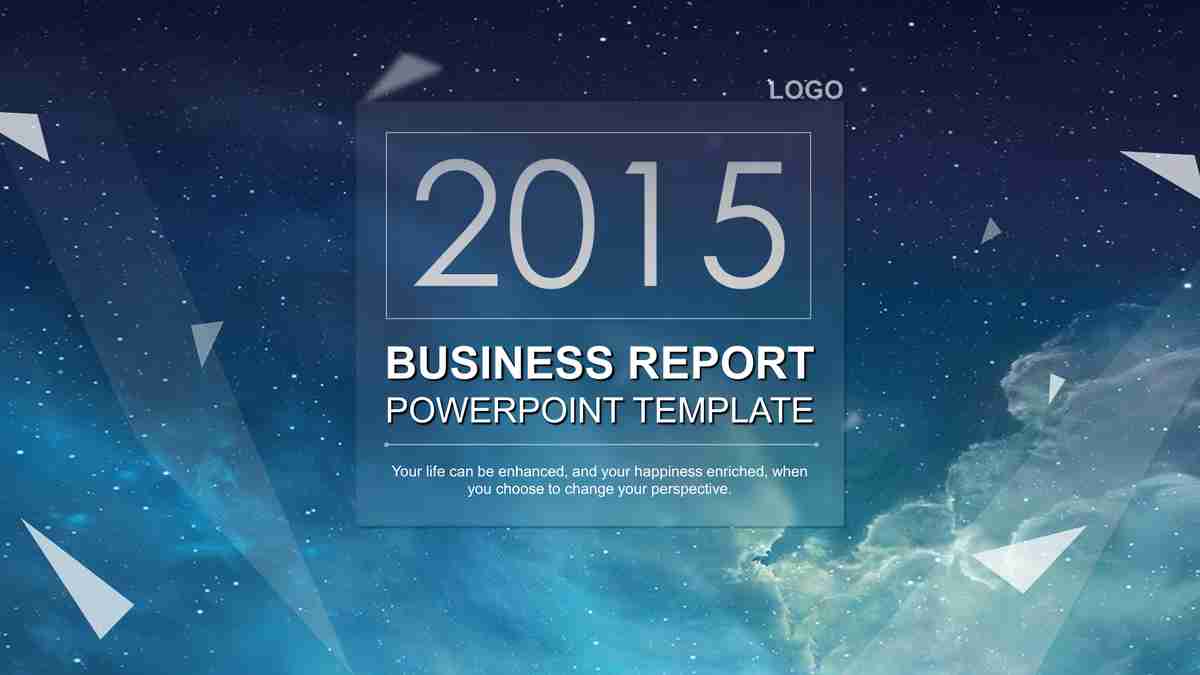 LOGO
2015
BUSINESS REPORT
POWERPOINT TEMPLATE
Your life can be enhanced, and your happiness enriched, when
you choose to change your perspective.